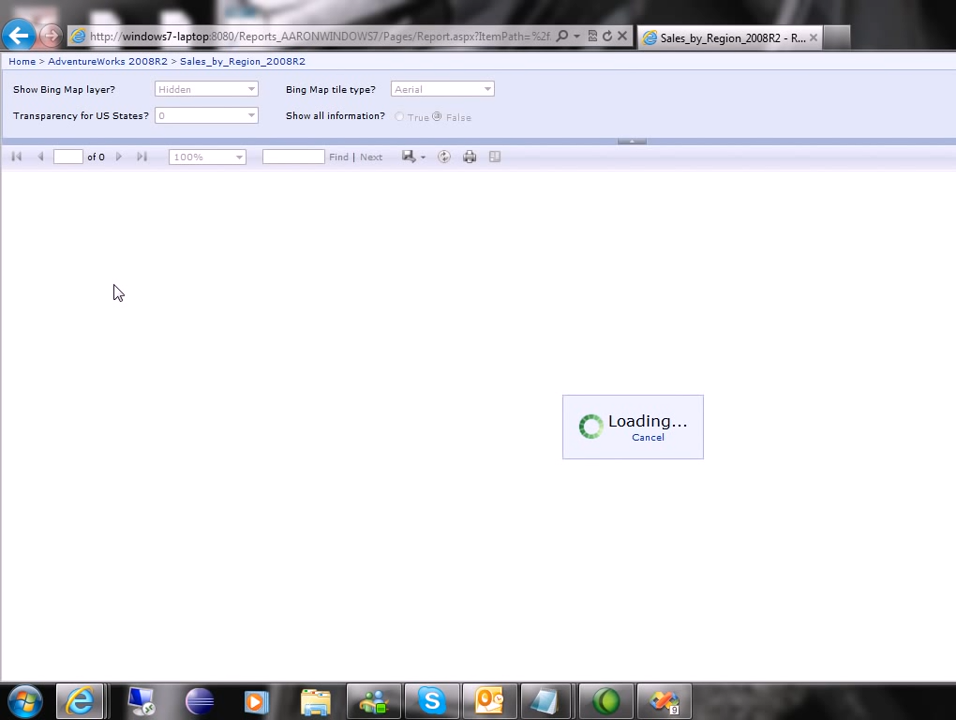 http://windows7-laptop:8080/Reports_AARONWINDOWS7/Pages/Report.aspx?ItemPath=%2f.
Sales_by_Region_2008R2 - R...
Home > AdventureWorks 2008R2 > Sales_by_Region_2008R2
Show Bing Map layer? Hidden Bing Map tile type? Aerial
Transparency for US States? 0 Show all information? True False
of 0 100% Find | Next
Loading...
Cancel
9